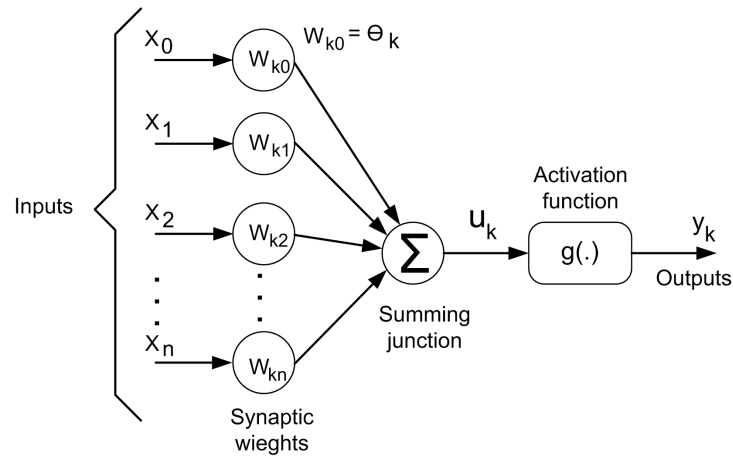 Inputs
X0
X1
X2
Xn
Wk0
Wk1
Wk2
Wkn
Wk0 = Θk
Synaptic
wieghts
Σ
Summing
junction
uk
Activation
function
g(.)
yk
Outputs